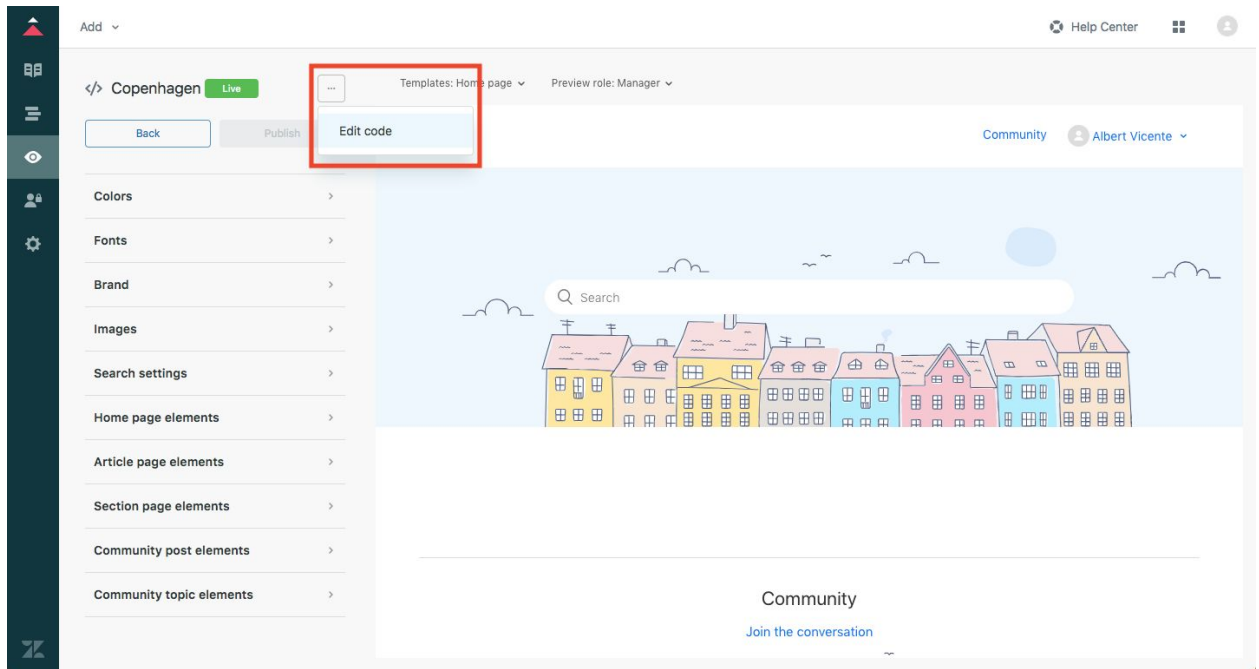 Add
Help Center
</> Copenhagen Live
...
Templates: Home page
Preview role: Manager
Back
Publish
Edit code
Community
Albert Vicente
Colors
Fonts
Brand
Images
Search settings
Home page elements
Article page elements
Section page elements
Community post elements
Community topic elements
Search
Community
Join the conversation